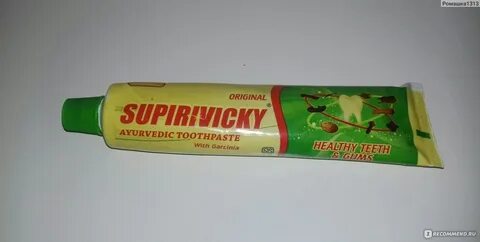 Ромашка1313
ORIGINAL
SUPIRIVICKY
AYURVEDIC TOOTHPASTE
With Garcinia
HEALTHY TEETH
& GUMS
IRECOMMEND.RU